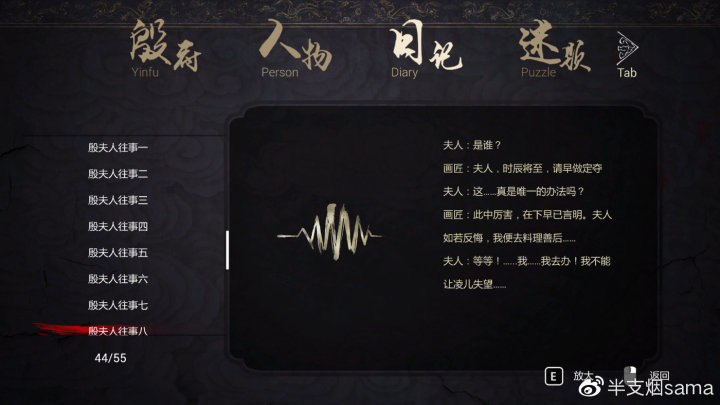 殷府 人物 日记 迷题
Yinfu Person Diary Puzzle Tab
殷夫人往事一
殷夫人往事二
殷夫人往事三
殷夫人往事四
殷夫人往事五
殷夫人往事六
殷夫人往事七
殷夫人往事八
44/55
夫人：是谁？
画匠：夫人，时辰将至，请早做定夺
夫人：这……真是唯一的办法吗？
画匠：此中厉害，在下早已言明。夫人
如若反悔，我便去料理善后……
夫人：等等！……我……我去办！我不能
让凌儿失望……
E 放大 返回
半支烟sama